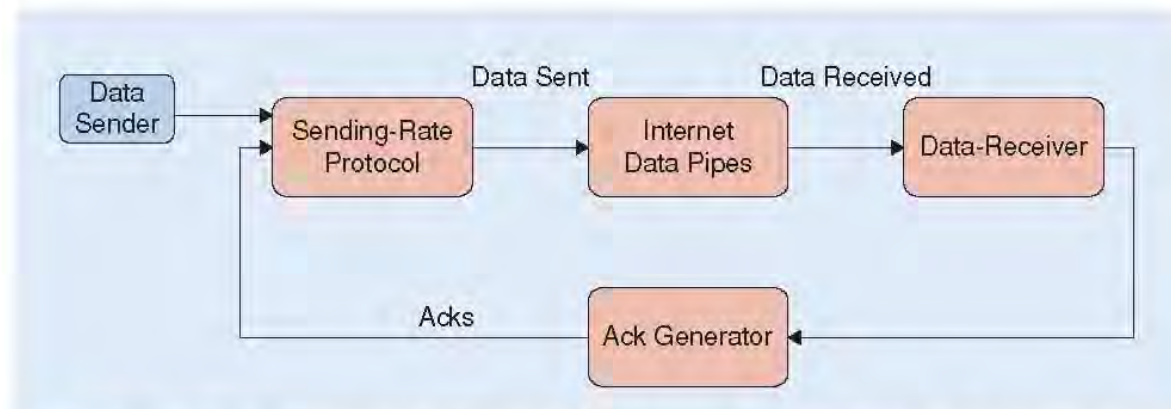 Data Sent
Data Received
Data
Sender
Sending-Rate
Protocol
Internet
Data Pipes
Data-Receiver
Acks
Ack Generator